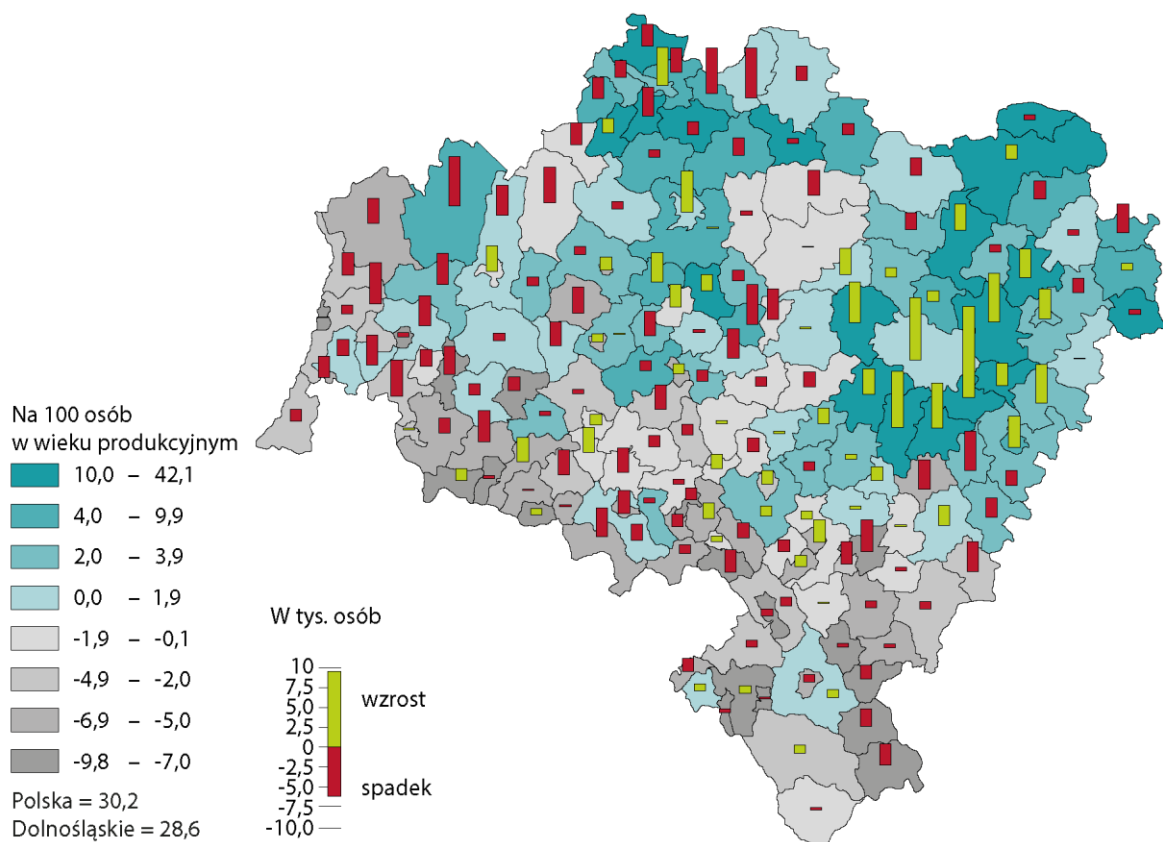 Na 100 osób
w wieku produkcyjnym
10,0 – 42,1
4,0 – 9,9
2,0 – 3,9
0,0 – 1,9
-1,9 – -0,1
-4,9 – -2,0
-6,9 – -5,0
-9,8 – -7,0
Polska = 30,2
Dolnośląskie = 28,6
W tys. osób
10
7,5
5,0
2,5
0
-2,5
-5,0
-7,5
-10,0
wzrost
spadek